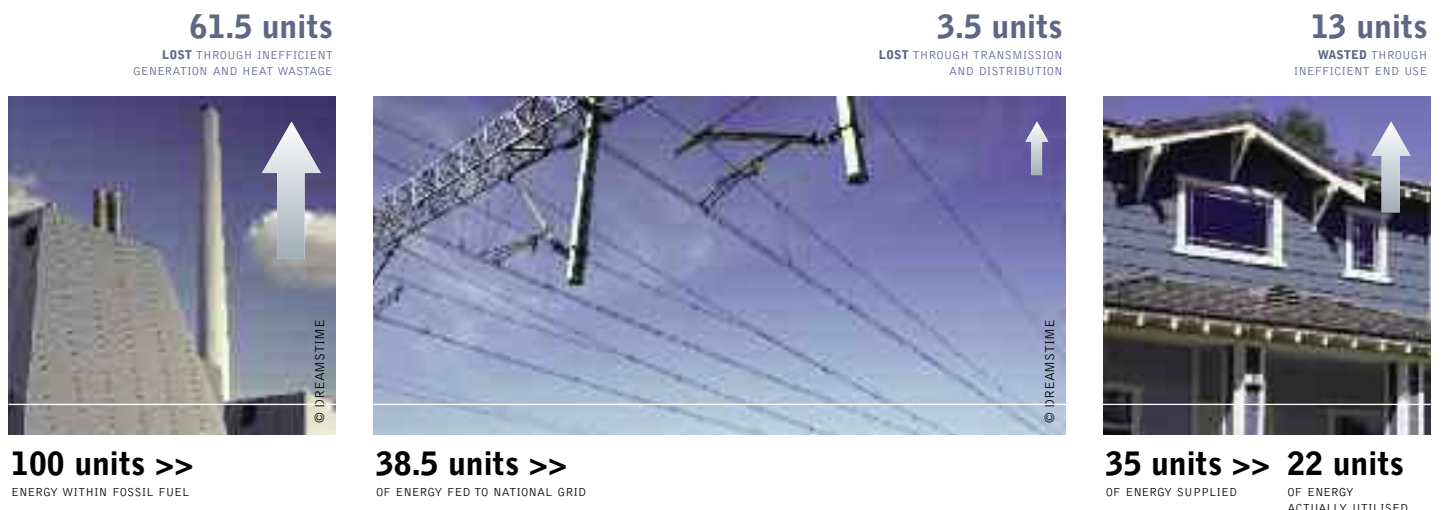 61.5 units
LOST THROUGH INEFFICIENT
GENERATION AND HEAT WASTAGE
3.5 units
LOST THROUGH TRANSMISSION
AND DISTRIBUTION
13 units
WASTED THROUGH
INEFFICIENT END USE
© DREAMSTIME
© DREAMSTIME
100 units >>
ENERGY WITHIN FOSSIL FUEL
38.5 units >>
OF ENERGY FED TO NATIONAL GRID
35 units >>
OF ENERGY SUPPLIED
22 units
OF ENERGY
ACTUALLY UTILISED